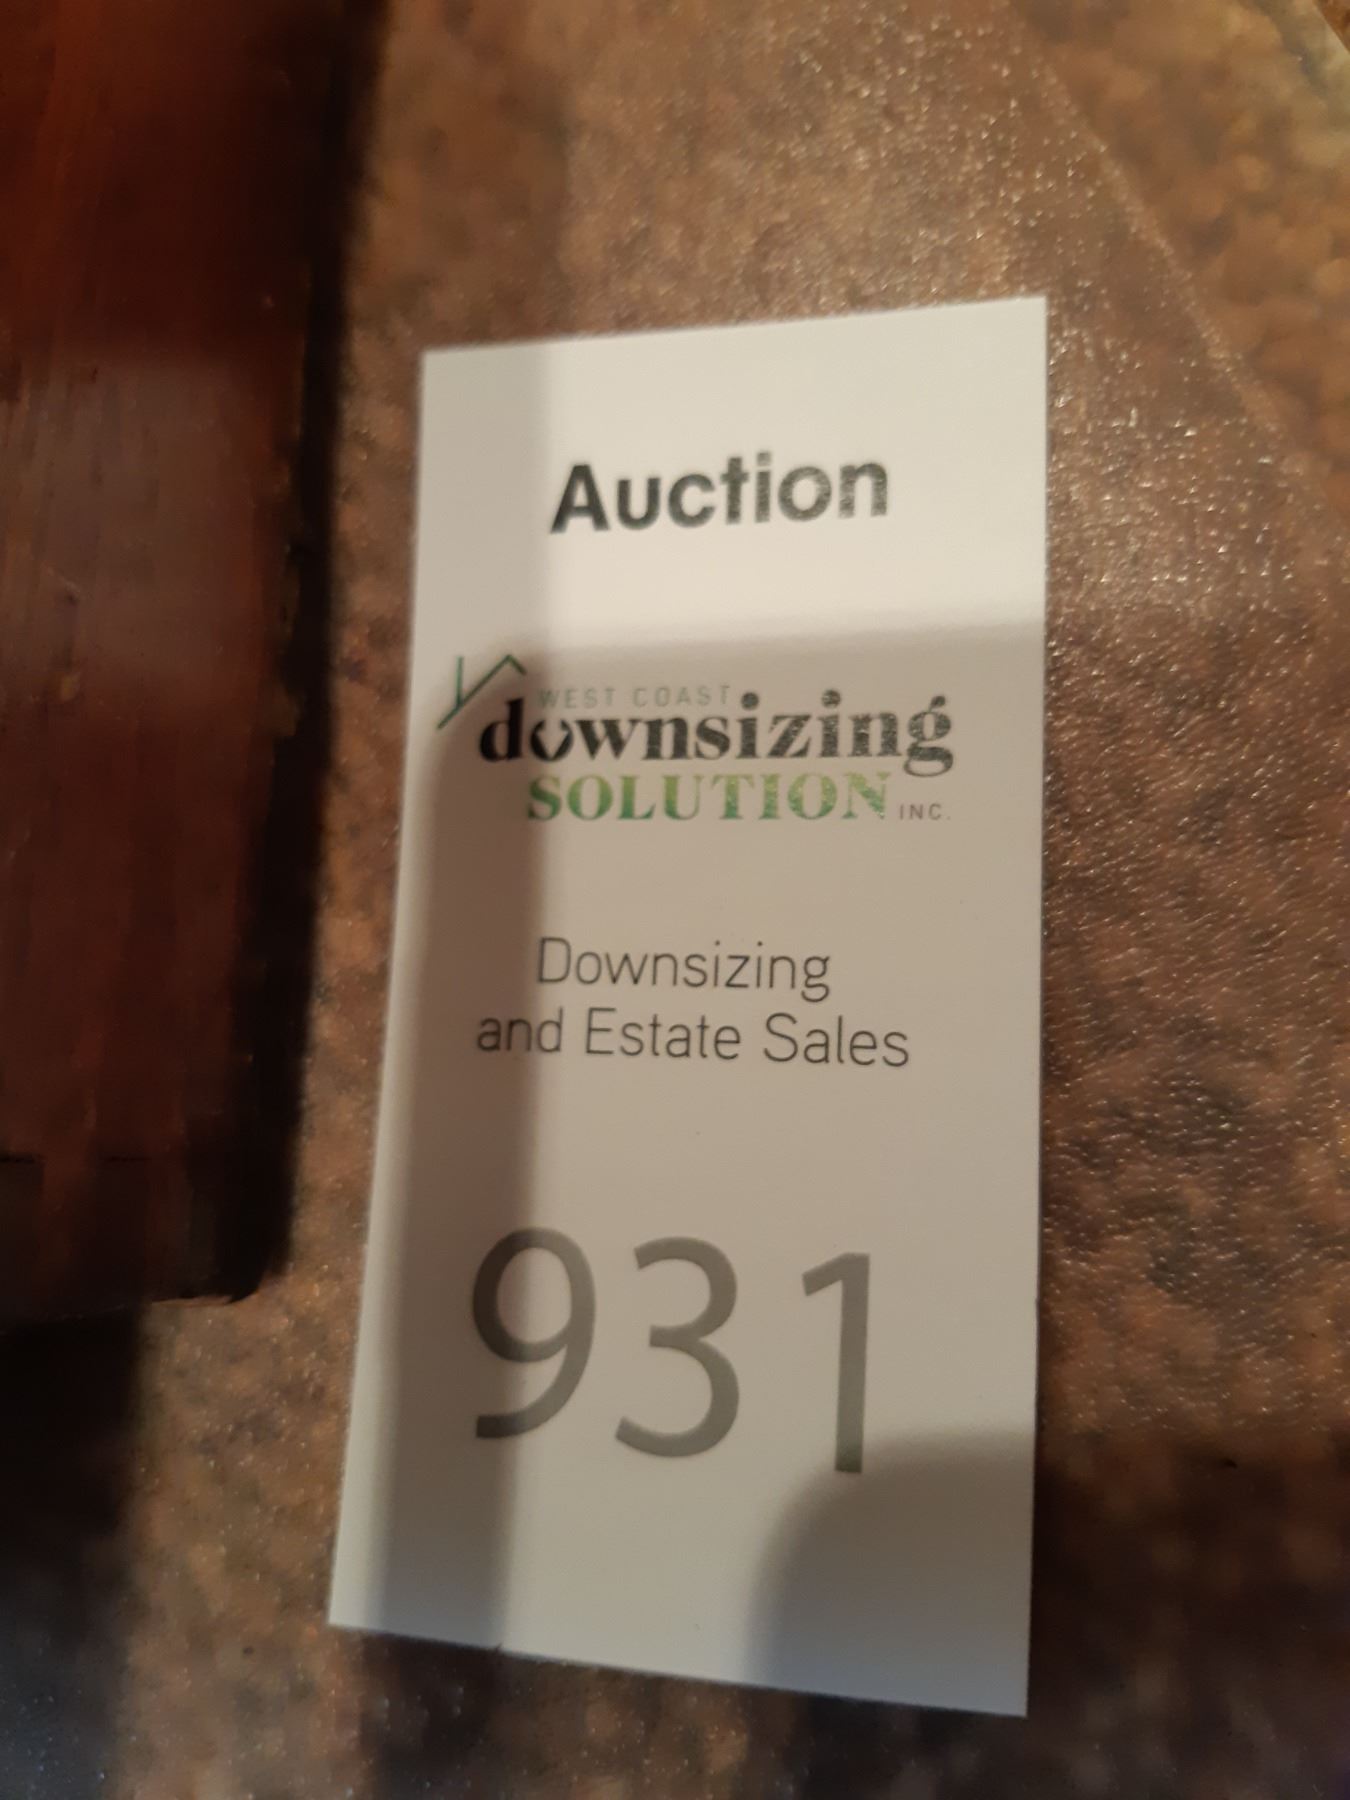 Auction
WEST COAST
downsizing
SOLUTION INC.
Downsizing
and Estate Sales
931